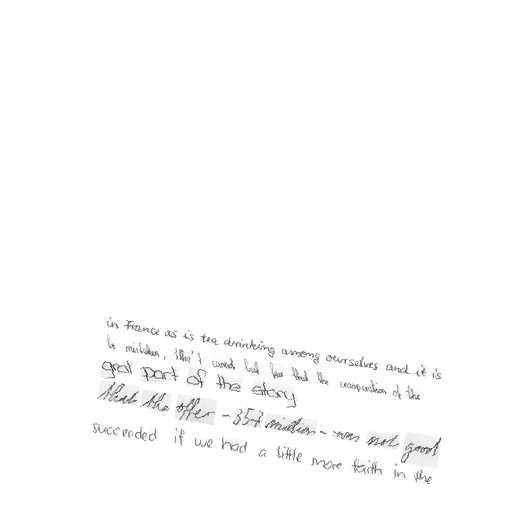 in France as is tea drinking among ourselves and it is
be mistaken, I cannot but fear that the incorporation of the
great part of the story
that the offer - 357 million - was not good
succeeded if we had a little more faith in the